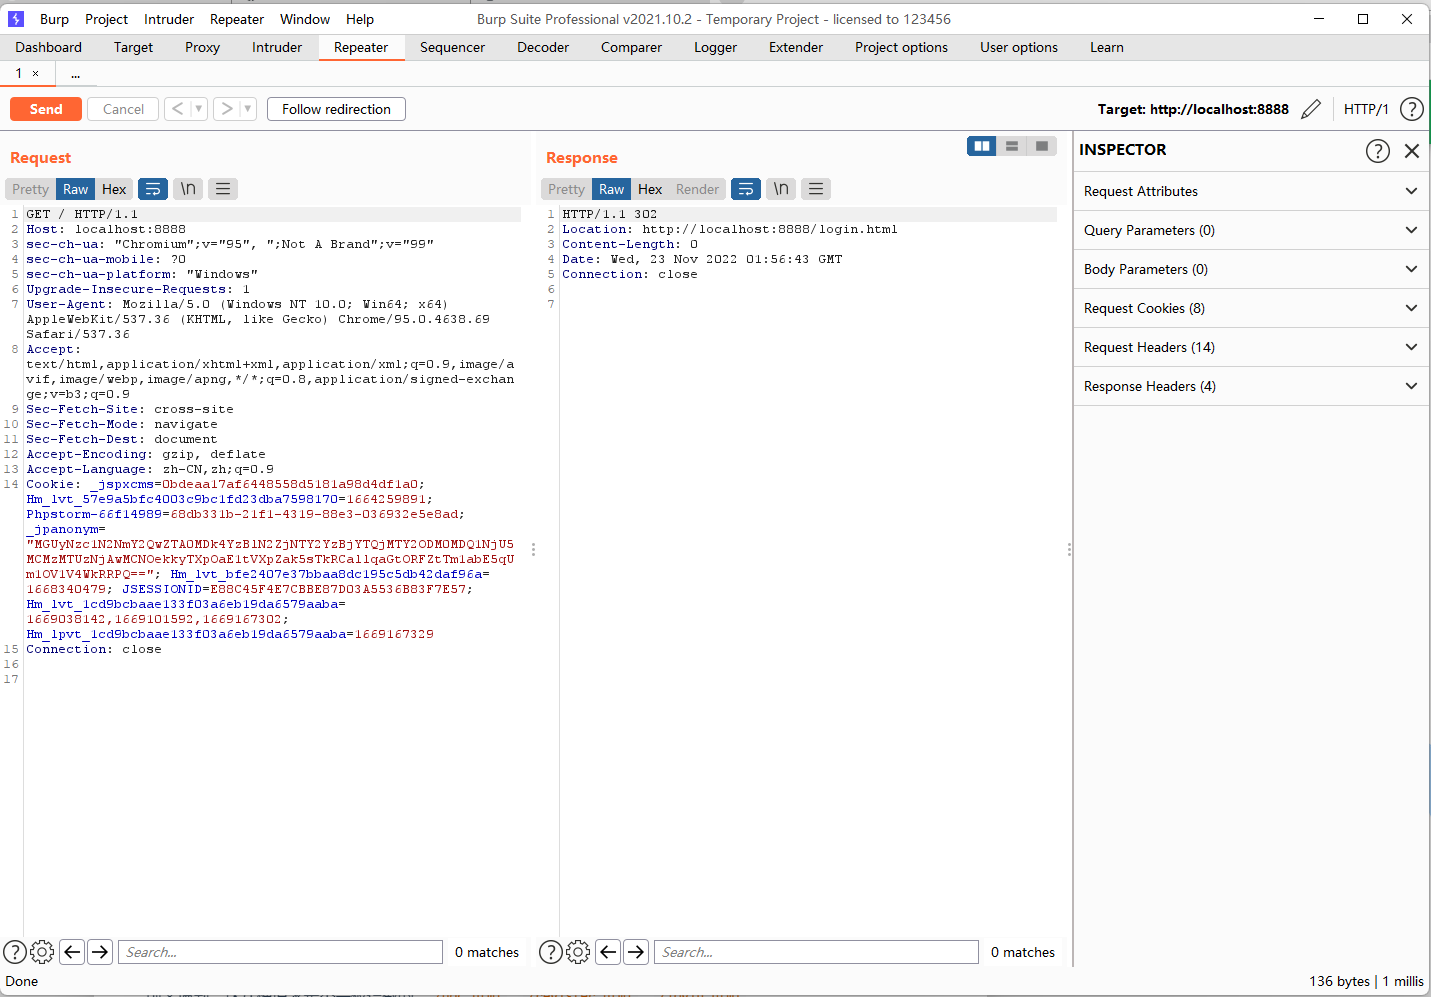 Burp Project Intruder Repeater Window Help Burp Suite Professional v2021.10.2 - Temporary Project - licensed to 123456
Dashboard Target Proxy Intruder Repeater Sequencer Decoder Comparer Logger Extender Project options User options Learn
1 × ...
Send Cancel < > Follow redirection Target: http://localhost:8888 HTTP/1 ?
Request
Pretty Raw Hex \n
1 GET / HTTP/1.1
2 Host: localhost:8888
3 sec-ch-ua: "Chromium";v="95", ";Not A Brand";v="99"
4 sec-ch-ua-mobile: ?0
5 sec-ch-ua-platform: "Windows"
6 Upgrade-Insecure-Requests: 1
7 User-Agent: Mozilla/5.0 (Windows NT 10.0; Win64; x64)
AppleWebKit/537.36 (KHTML, like Gecko) Chrome/95.0.4638.69
Safari/537.36
8 Accept:
text/html,application/xhtml+xml,application/xml;q=0.9,image/a
vif,image/webp,image/apng,*/*;q=0.8,application/signed-exchan
ge;v=b3;q=0.9
9 Sec-Fetch-Site: cross-site
10 Sec-Fetch-Mode: navigate
11 Sec-Fetch-Dest: document
12 Accept-Encoding: gzip, deflate
13 Accept-Language: zh-CN,zh;q=0.9
14 Cookie: _jspxcms=0bdeaa17af6448558d5181a98d4df1a0;
Hm_lvt_57e9a5bfc4003c9bc1fd23dba7598170=1664259891;
Phpstorm-66f14989=68db331b-21f1-4319-88e3-036932e5e8ad;
_jpanonym=
Hm_lvt_bfe2407e37bbaa8dc195c5db42daf96a=
1668340479; JSESSIONID=E88C45F4E7CBBE87D03A5536B83F7E57;
Hm_lvt_1cd9bcbaae133f03a6eb19da6579aaba=
1669038142,1669101592,1669167302;
Hm_lpvt_1cd9bcbaae133f03a6eb19da6579aaba=1669167329
15 Connection: close
16
17
? Search... 0 matches
Response
Pretty Raw Hex Render \n
1 HTTP/1.1 302
2 Location: http://localhost:8888/login.html
3 Content-Length: 0
4 Date: Wed, 23 Nov 2022 01:56:43 GMT
5 Connection: close
6
7
? Search... 0 matches
INSPECTOR ?
Request Attributes
Query Parameters (0)
Body Parameters (0)
Request Cookies (8)
Request Headers (14)
Response Headers (4)
Done 136 bytes | 1 millis